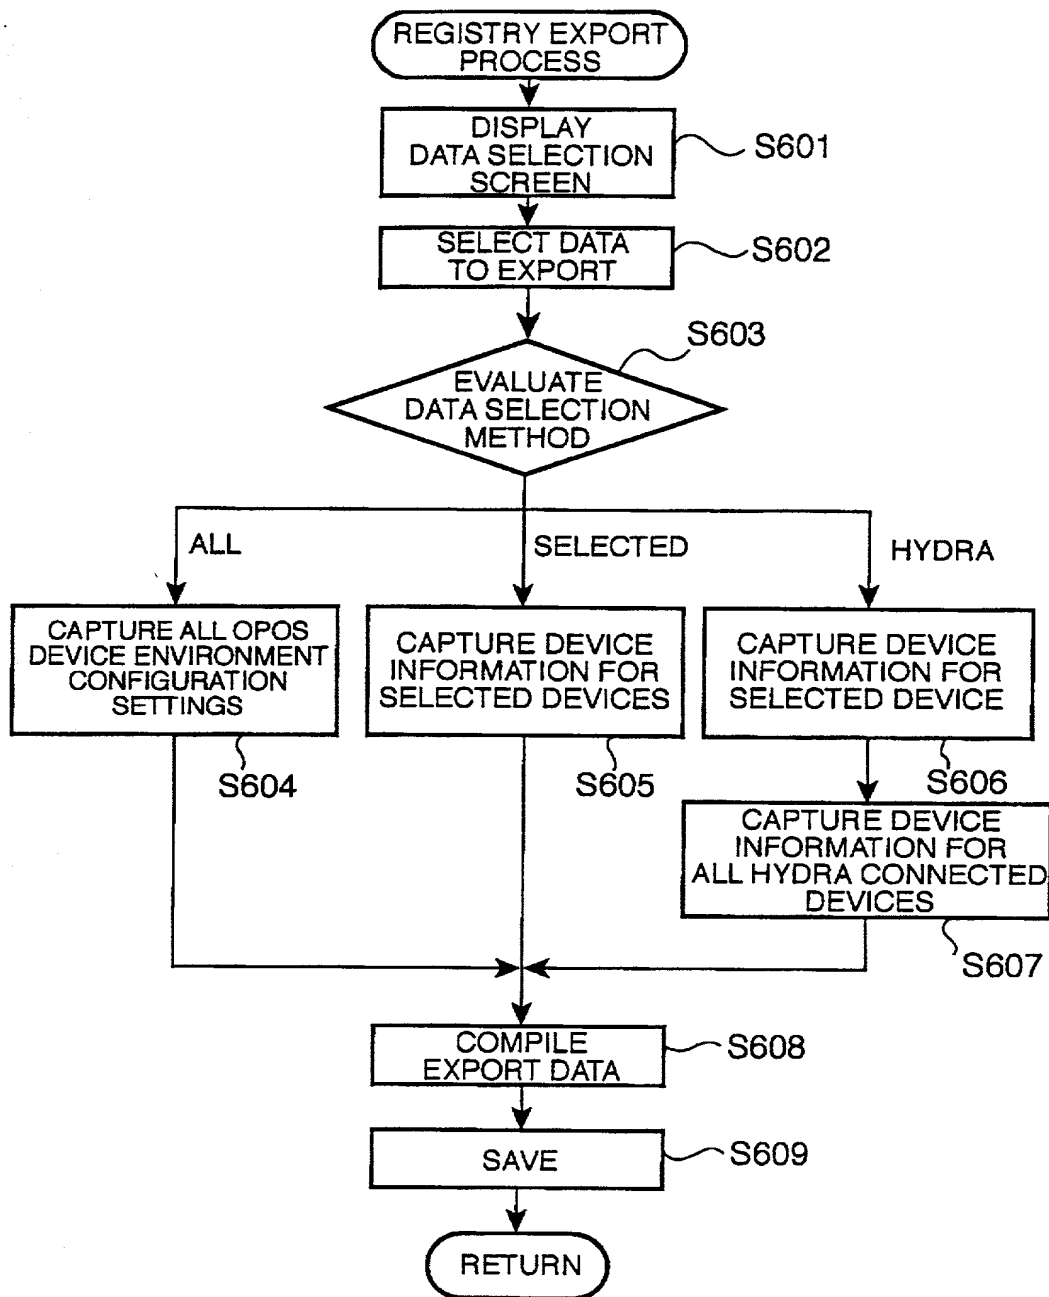 REGISTRY EXPORT
PROCESS
DISPLAY
DATA SELECTION
SCREEN
S601
SELECT DATA
TO EXPORT
S602
S603
EVALUATE
DATA SELECTION
METHOD
ALL
SELECTED
HYDRA
CAPTURE ALL OPOS
DEVICE ENVIRONMENT
CONFIGURATION
SETTINGS
S604
CAPTURE DEVICE
INFORMATION FOR
SELECTED DEVICES
S605
CAPTURE DEVICE
INFORMATION FOR
SELECTED DEVICE
S606
CAPTURE DEVICE
INFORMATION FOR
ALL HYDRA CONNECTED
DEVICES
S607
COMPILE
EXPORT DATA
S608
SAVE
S609
RETURN